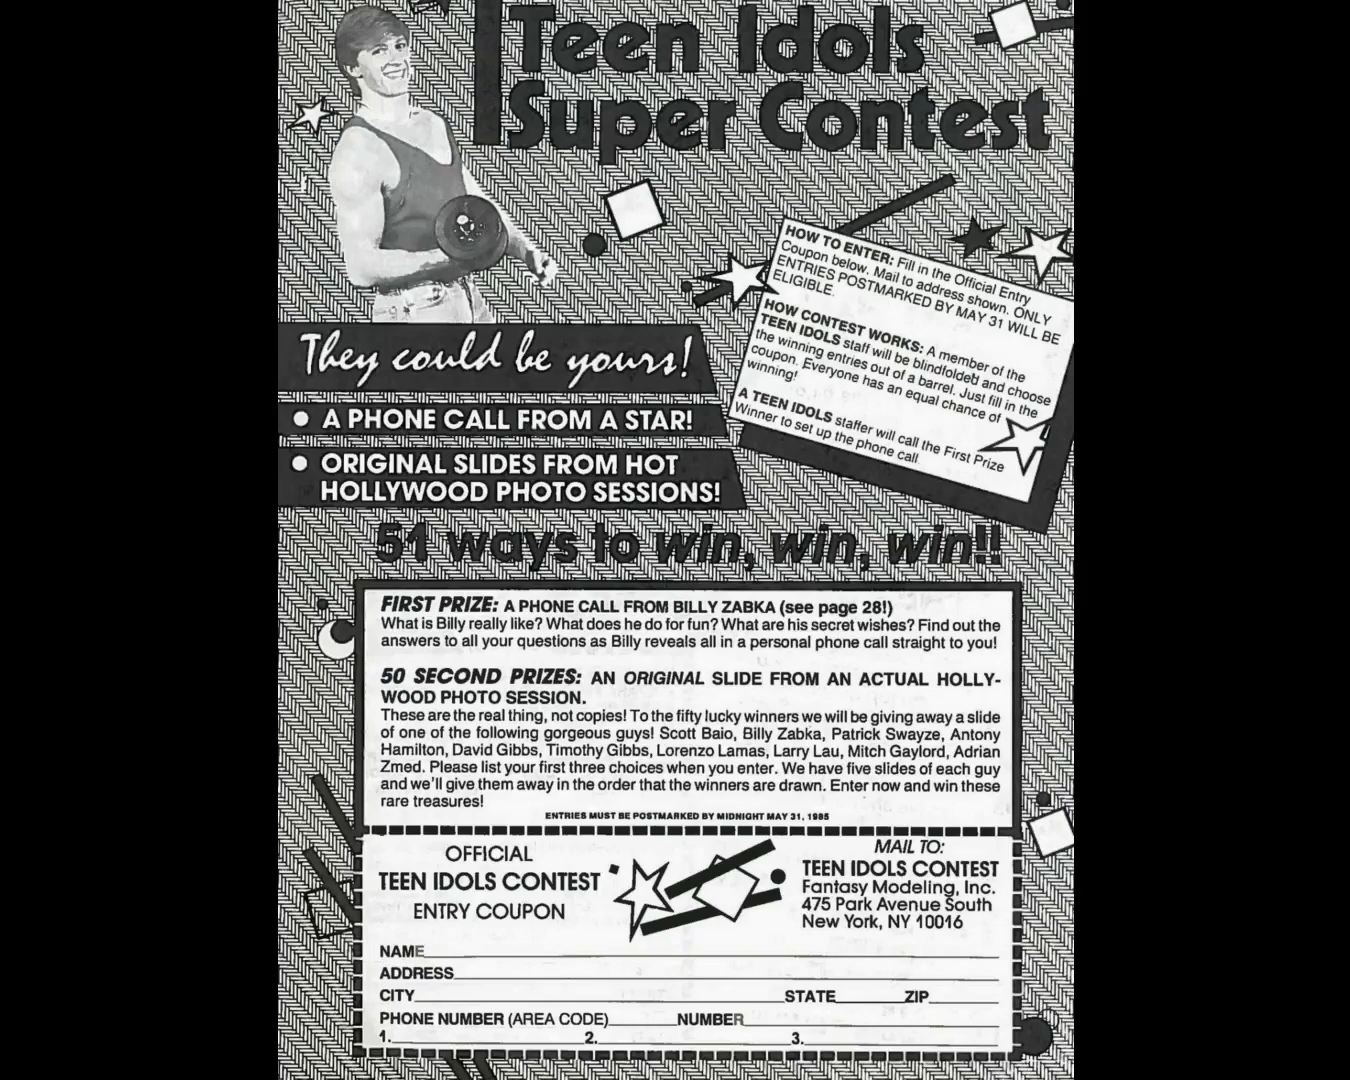 Teen Idols
Super Contest
They could be yours!
● A PHONE CALL FROM A STAR!
● ORIGINAL SLIDES FROM HOT
HOLLYWOOD PHOTO SESSIONS!
HOW TO ENTER: Fill in the Official Entry
Coupon below. Mail to address shown. ONLY
ENTRIES POSTMARKED BY MAY 31 WILL BE
ELIGIBLE.
HOW CONTEST WORKS: A member of the
TEEN IDOLS staff will be blindfolded and choose
the winning entries out of a barrel. Just fill in the
coupon. Everyone has an equal chance of
winning!
A TEEN IDOLS staffer will call the First Prize
Winner to set up the phone call.
51 ways to win, win, win!!
FIRST PRIZE: A PHONE CALL FROM BILLY ZABKA (see page 28!)
What is Billy really like? What does he do for fun? What are his secret wishes? Find out the
answers to all your questions as Billy reveals all in a personal phone call straight to you!
50 SECOND PRIZES: AN ORIGINAL SLIDE FROM AN ACTUAL HOLLY-
WOOD PHOTO SESSION.
These are the real thing, not copies! To the fifty lucky winners we will be giving away a slide
of one of the following gorgeous guys! Scott Baio, Billy Zabka, Patrick Swayze, Antony
Hamilton, David Gibbs, Timothy Gibbs, Lorenzo Lamas, Larry Lau, Mitch Gaylord, Adrian
Zmed. Please list your first three choices when you enter. We have five slides of each guy
and we'll give them away in the order that the winners are drawn. Enter now and win these
rare treasures!
ENTRIES MUST BE POSTMARKED BY MIDNIGHT MAY 31, 1985
OFFICIAL
TEEN IDOLS CONTEST
ENTRY COUPON
MAIL TO:
TEEN IDOLS CONTEST
Fantasy Modeling, Inc.
475 Park Avenue South
New York, NY 10016
NAME
ADDRESS
CITY STATE ZIP
PHONE NUMBER (AREA CODE) NUMBER
1. 2. 3.